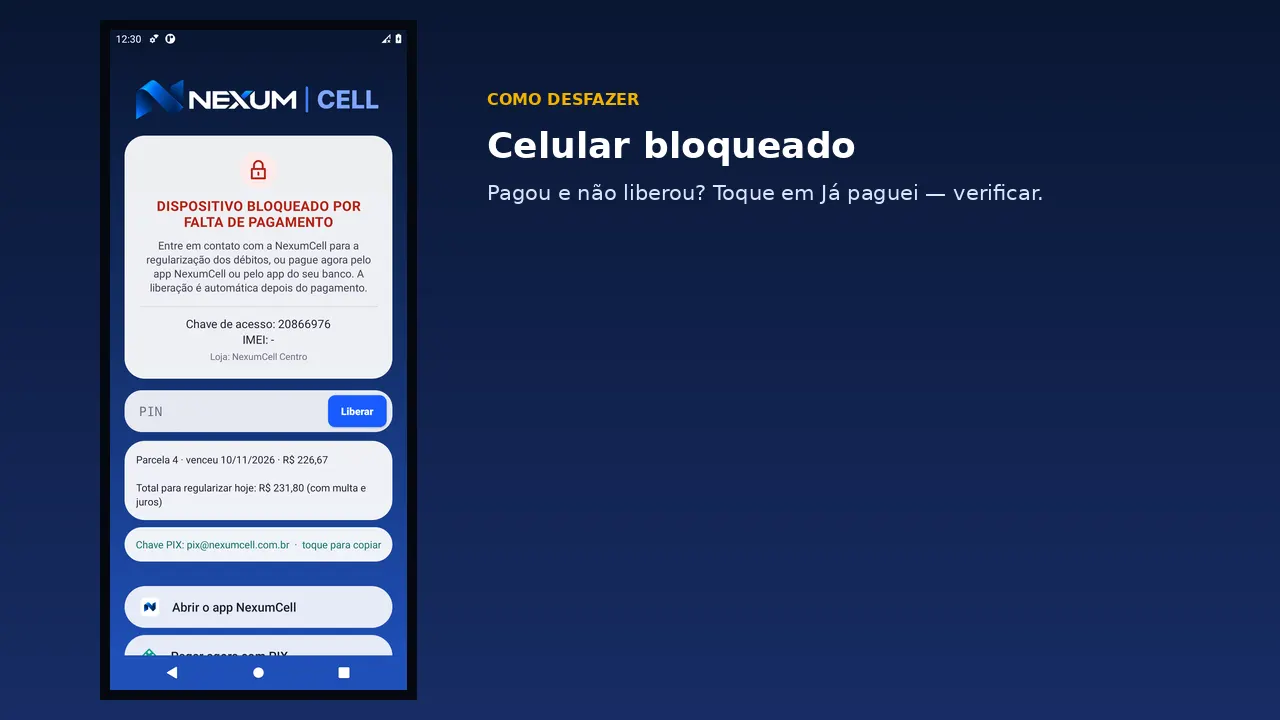 12:30
NEXUM | CELL
DISPOSITIVO BLOQUEADO POR
FALTA DE PAGAMENTO
Entre em contato com a NexumCell para a
regularização dos débitos, ou pague agora pelo
app NexumCell ou pelo app do seu banco. A
liberação é automática depois do pagamento.
Chave de acesso: 20866976
IMEI: -
Loja: NexumCell Centro
PIN
Liberar
Parcela 4 · venceu 10/11/2026 · R$ 226,67
Total para regularizar hoje: R$ 231,80 (com multa e
juros)
Chave PIX: pix@nexumcell.com.br · toque para copiar
Abrir o app NexumCell
Pagar agora com PIX
COMO DESFAZER
Celular bloqueado
Pagou e não liberou? Toque em Já paguei — verificar.